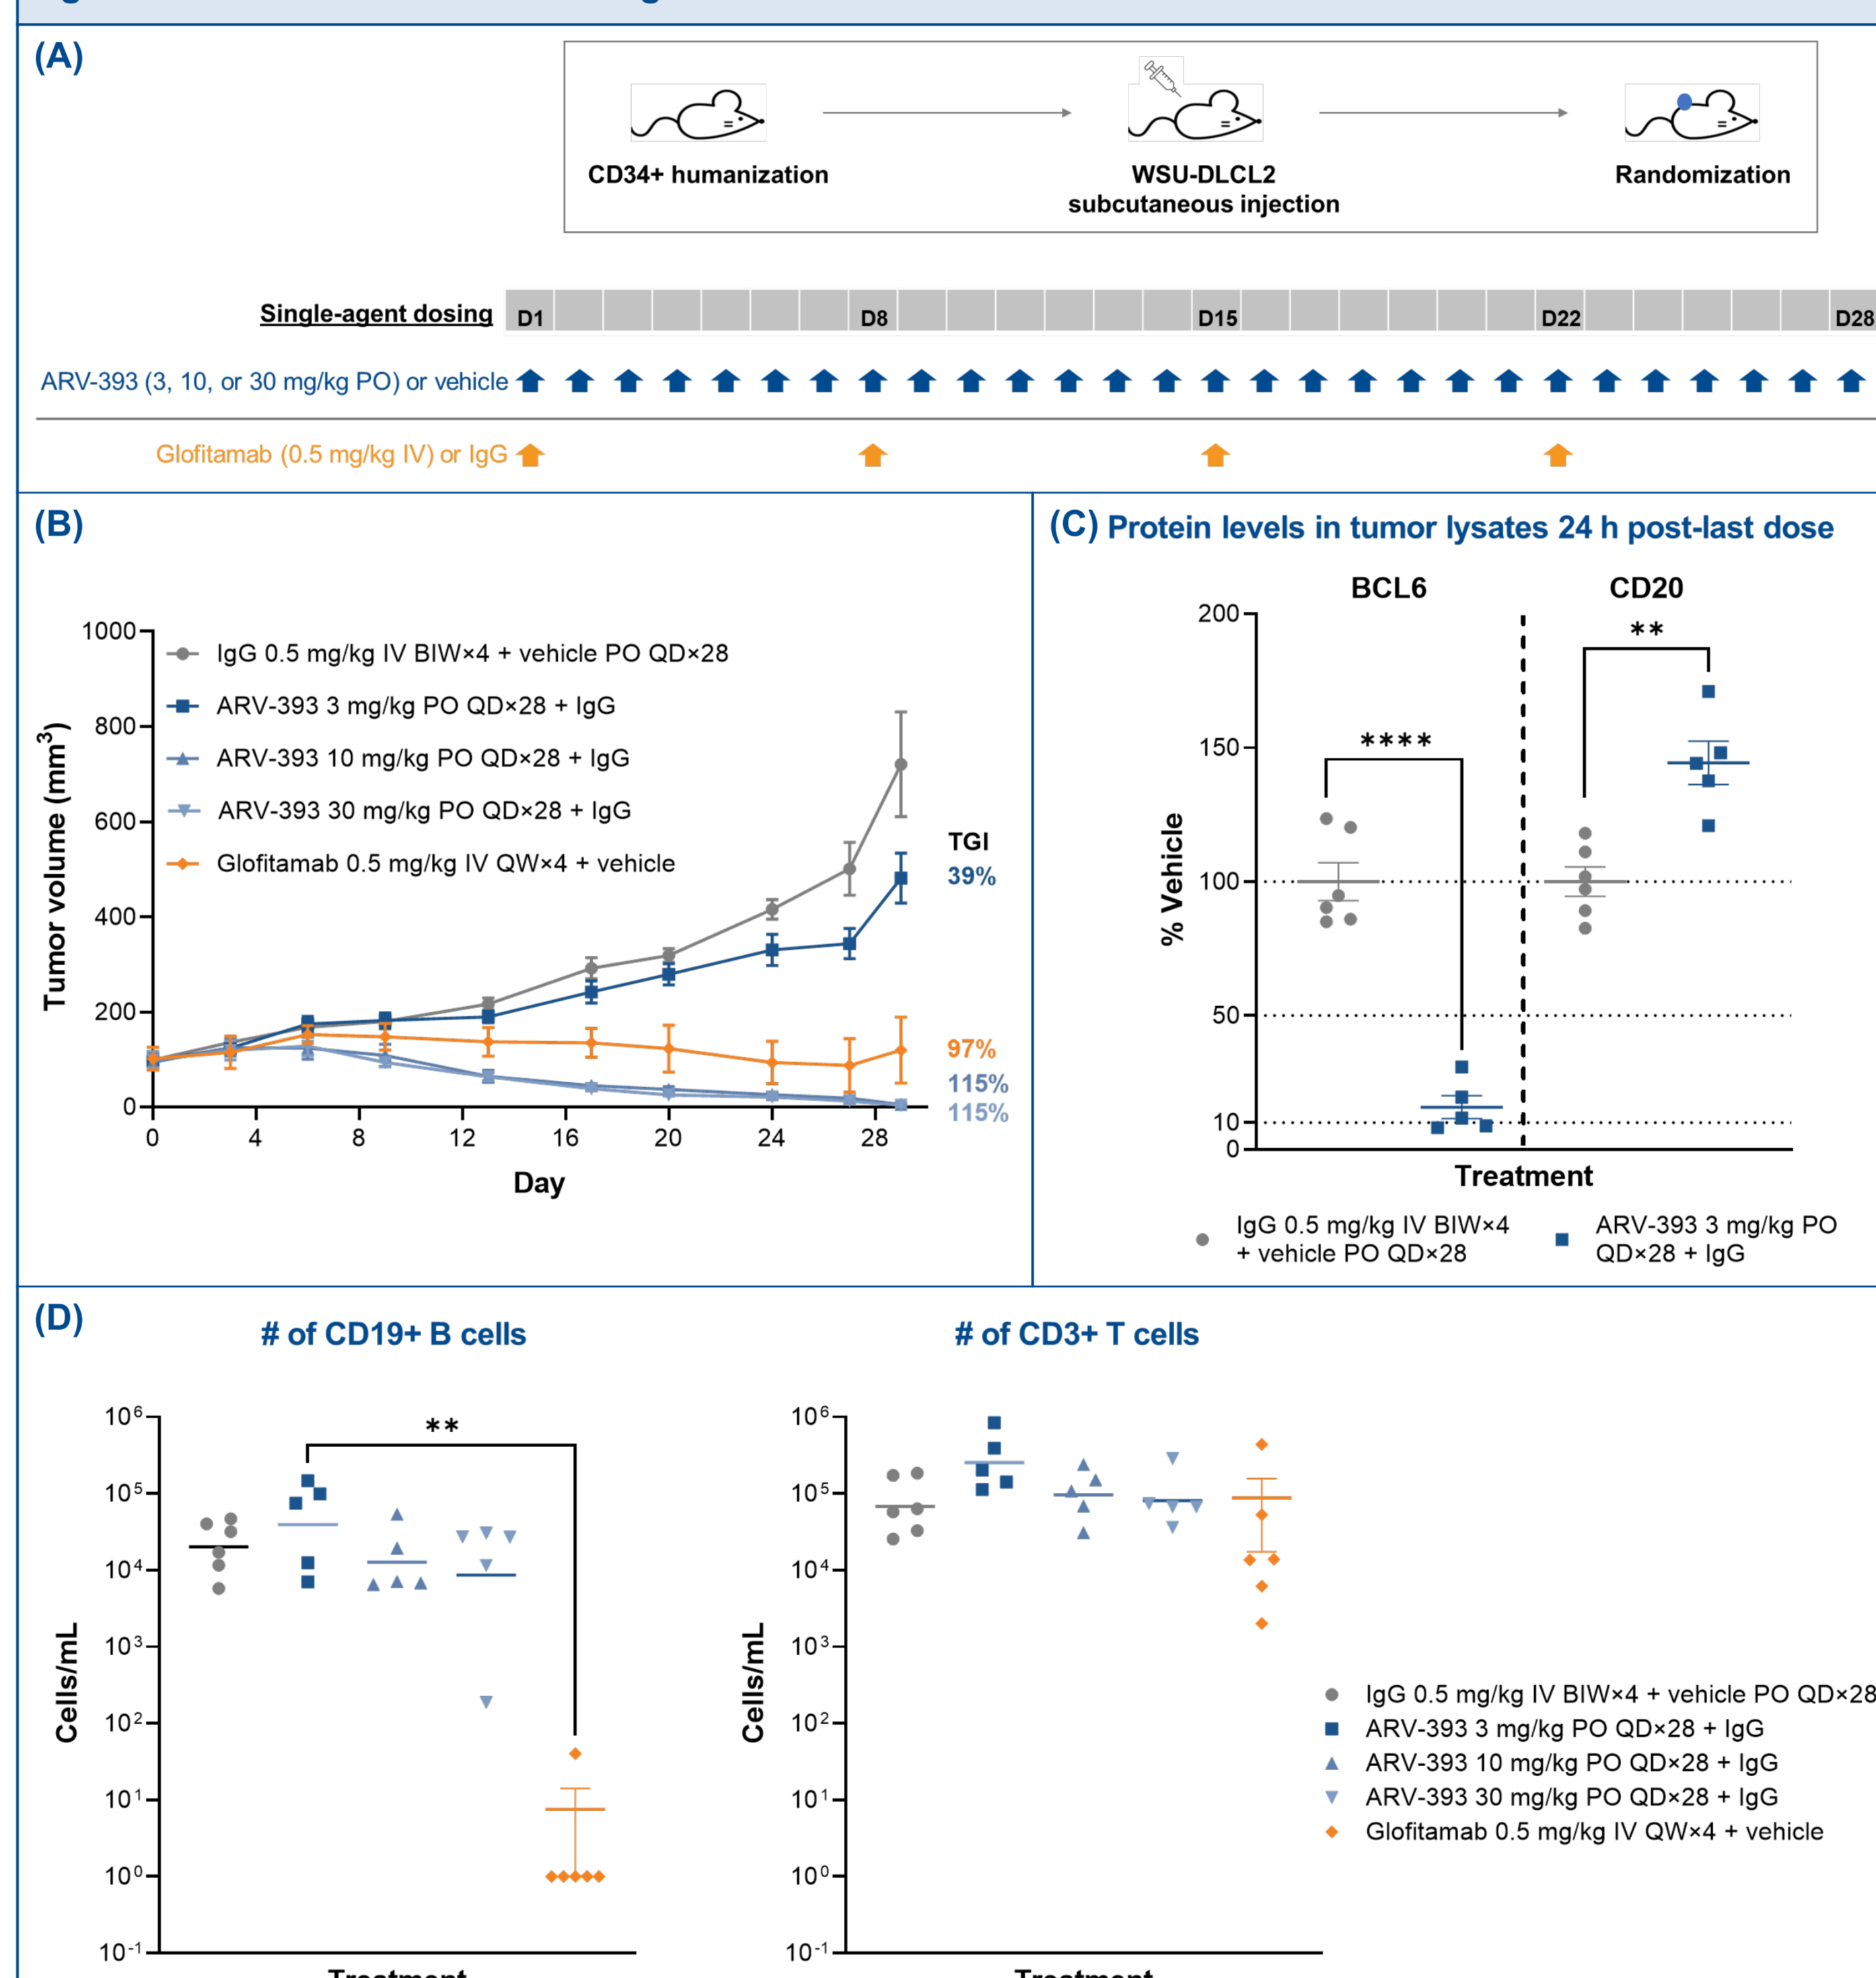 (A)
CD34+ humanization
WSU-DLCL2
subcutaneous injection
Randomization
Single-agent dosing
D1
D8
D15
D22
D28
ARV-393 (3, 10, or 30 mg/kg PO) or vehicle
Glofitamab (0.5 mg/kg IV) or IgG
(B)
Tumor volume (mm³)
1000
800
600
400
200
0
IgG 0.5 mg/kg IV BIW×4 + vehicle PO QD×28
ARV-393 3 mg/kg PO QD×28 + IgG
ARV-393 10 mg/kg PO QD×28 + IgG
ARV-393 30 mg/kg PO QD×28 + IgG
Glofitamab 0.5 mg/kg IV QW×4 + vehicle
TGI
39%
97%
115%
115%
0
4
8
12
16
20
24
28
Day
(C) Protein levels in tumor lysates 24 h post-last dose
BCL6
CD20
% Vehicle
200
150
100
50
10
0
****
**
Treatment
IgG 0.5 mg/kg IV BIW×4
+ vehicle PO QD×28
ARV-393 3 mg/kg PO
QD×28 + IgG
(D)
# of CD19+ B cells
Cells/mL
10⁶
10⁵
10⁴
10³
10²
10¹
10⁰
10⁻¹
**
Treatment
# of CD3+ T cells
Cells/mL
10⁶
10⁵
10⁴
10³
10²
10¹
10⁰
10⁻¹
Treatment
IgG 0.5 mg/kg IV BIW×4 + vehicle PO QD×28
ARV-393 3 mg/kg PO QD×28 + IgG
ARV-393 10 mg/kg PO QD×28 + IgG
ARV-393 30 mg/kg PO QD×28 + IgG
Glofitamab 0.5 mg/kg IV QW×4 + vehicle